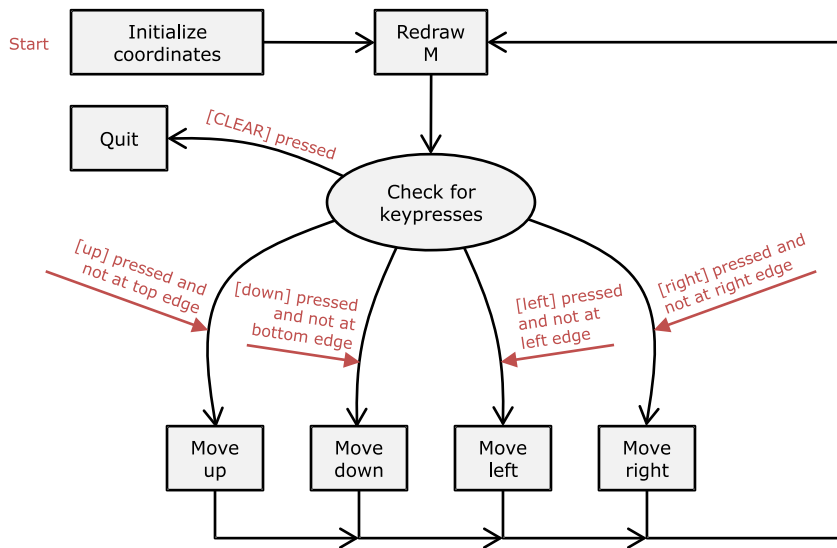 Start
Initialize
coordinates
Redraw
M
Quit
[CLEAR] pressed
Check for
keypresses
[up] pressed and
not at top edge
[down] pressed
and not at
bottom edge
[left] pressed
and not at
left edge
[right] pressed and
not at right edge
Move
up
Move
down
Move
left
Move
right